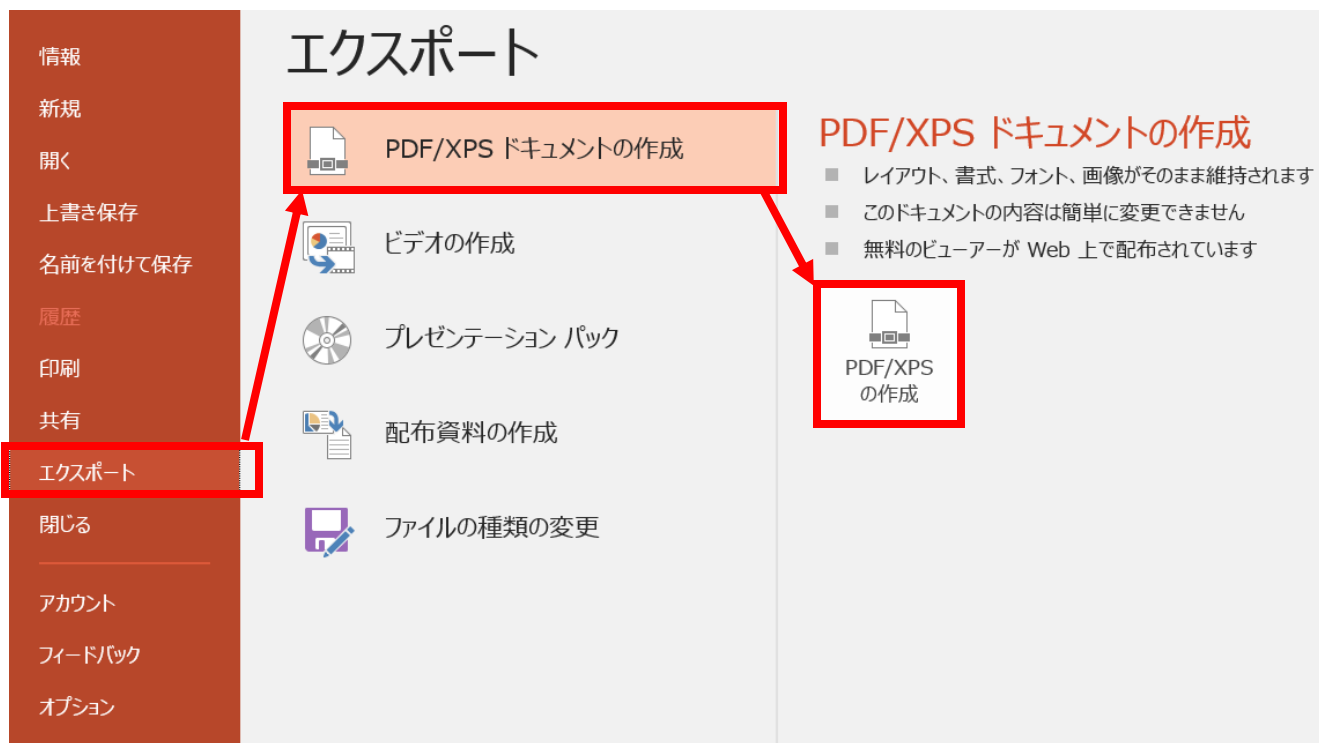 情報
新規
開く
上書き保存
名前を付けて保存
履歴
印刷
共有
エクスポート
閉じる
アカウント
フィードバック
オプション
エクスポート
PDF/XPS ドキュメントの作成
ビデオの作成
プレゼンテーション パック
配布資料の作成
ファイルの種類の変更
PDF/XPS ドキュメントの作成
レイアウト、書式、フォント、画像がそのまま維持されます
このドキュメントの内容は簡単に変更できません
無料のビューアーが Web 上で配布されています
PDF/XPS
の作成